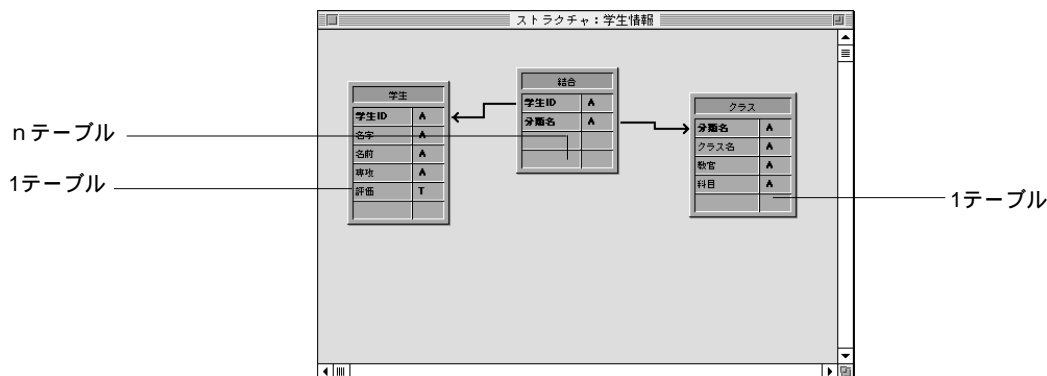 ストラクチャ：学生情報
学生
学生ID A
名字 A
名前 A
専攻 A
評価 T
結合
学生ID A
分類名 A
クラス
分類名 A
クラス名 A
教官 A
科目 A
nテーブル
1テーブル
1テーブル